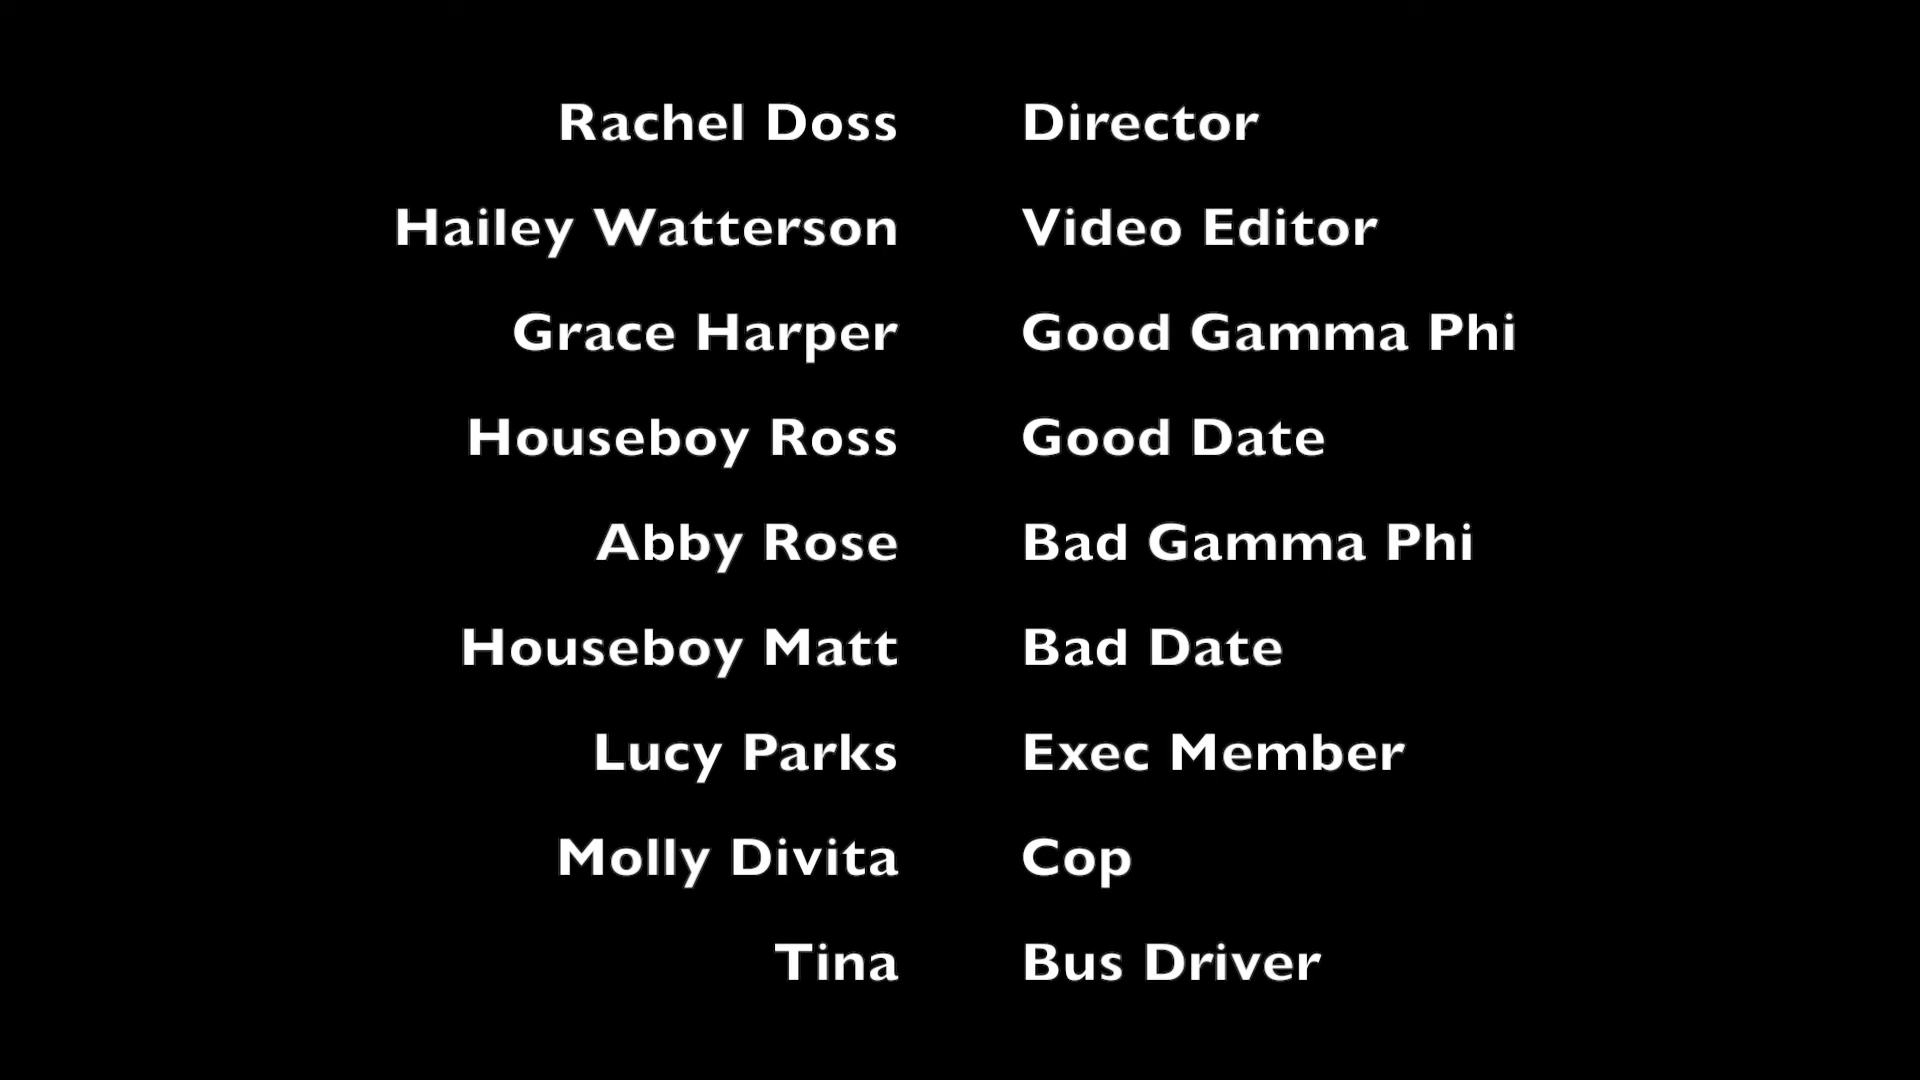 Rachel Doss Director
Hailey Watterson Video Editor
Grace Harper Good Gamma Phi
Houseboy Ross Good Date
Abby Rose Bad Gamma Phi
Houseboy Matt Bad Date
Lucy Parks Exec Member
Molly Divita Cop
Tina Bus Driver